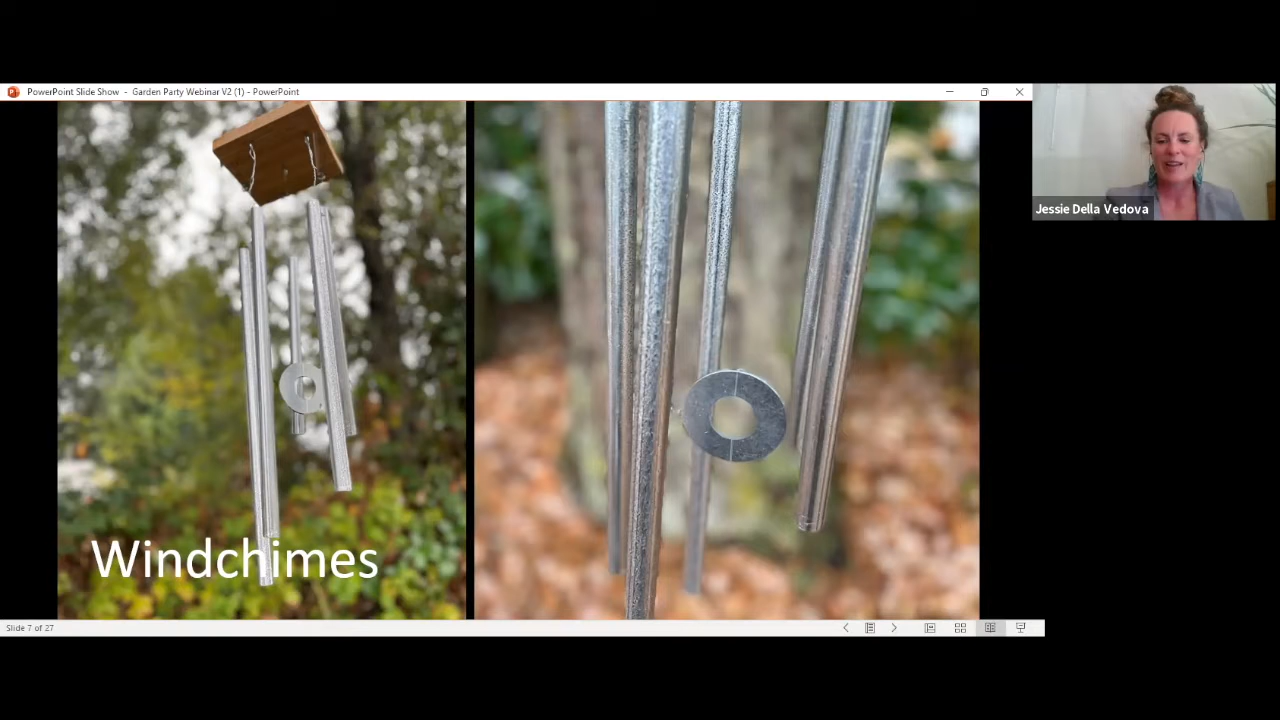 PowerPoint Slide Show - Garden Party Webinar V2 (1) - PowerPoint
Jessie Della Vedova
Windchimes
Slide 7 of 27